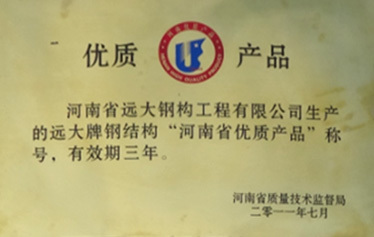 优质 产品
河南省远大钢构工程有限公司生产
的远大牌钢结构“河南省优质产品”称
号，有效期三年。
河南省质量技术监督局
二零一一年七月